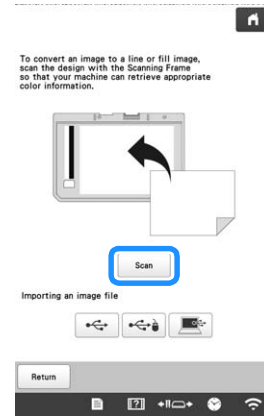 To convert an image to a line or fill image,
scan the design with the Scanning Frame
so that your machine can retrieve appropriate
color information.
Scan
Importing an image file
Return
[?]